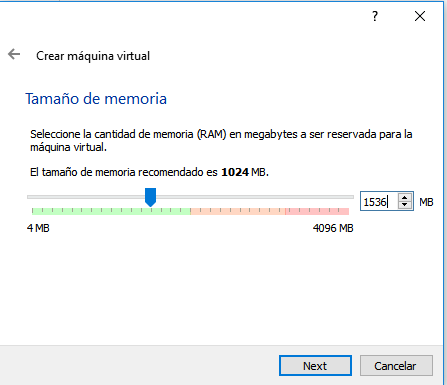 ?
Crear máquina virtual
Tamaño de memoria
Seleccione la cantidad de memoria (RAM) en megabytes a ser reservada para la
máquina virtual.
El tamaño de memoria recomendado es 1024 MB.
1536 MB
4 MB 4096 MB
Next Cancelar